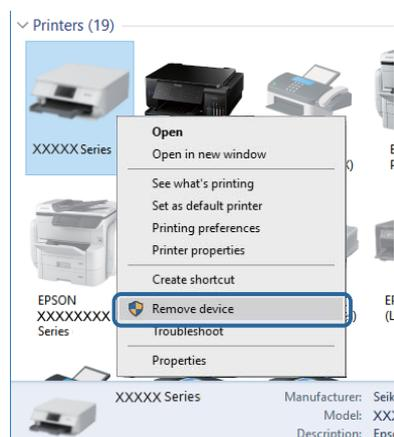 Printers (19)
XXXXX Series
Open
Open in new window
See what's printing
Set as default printer
Printing preferences
Printer properties
Create shortcut
Remove device
Troubleshoot
Properties
EPSON
XXXXXXXX
Series
XXXXX Series
Manufacturer:
Model:
Description: